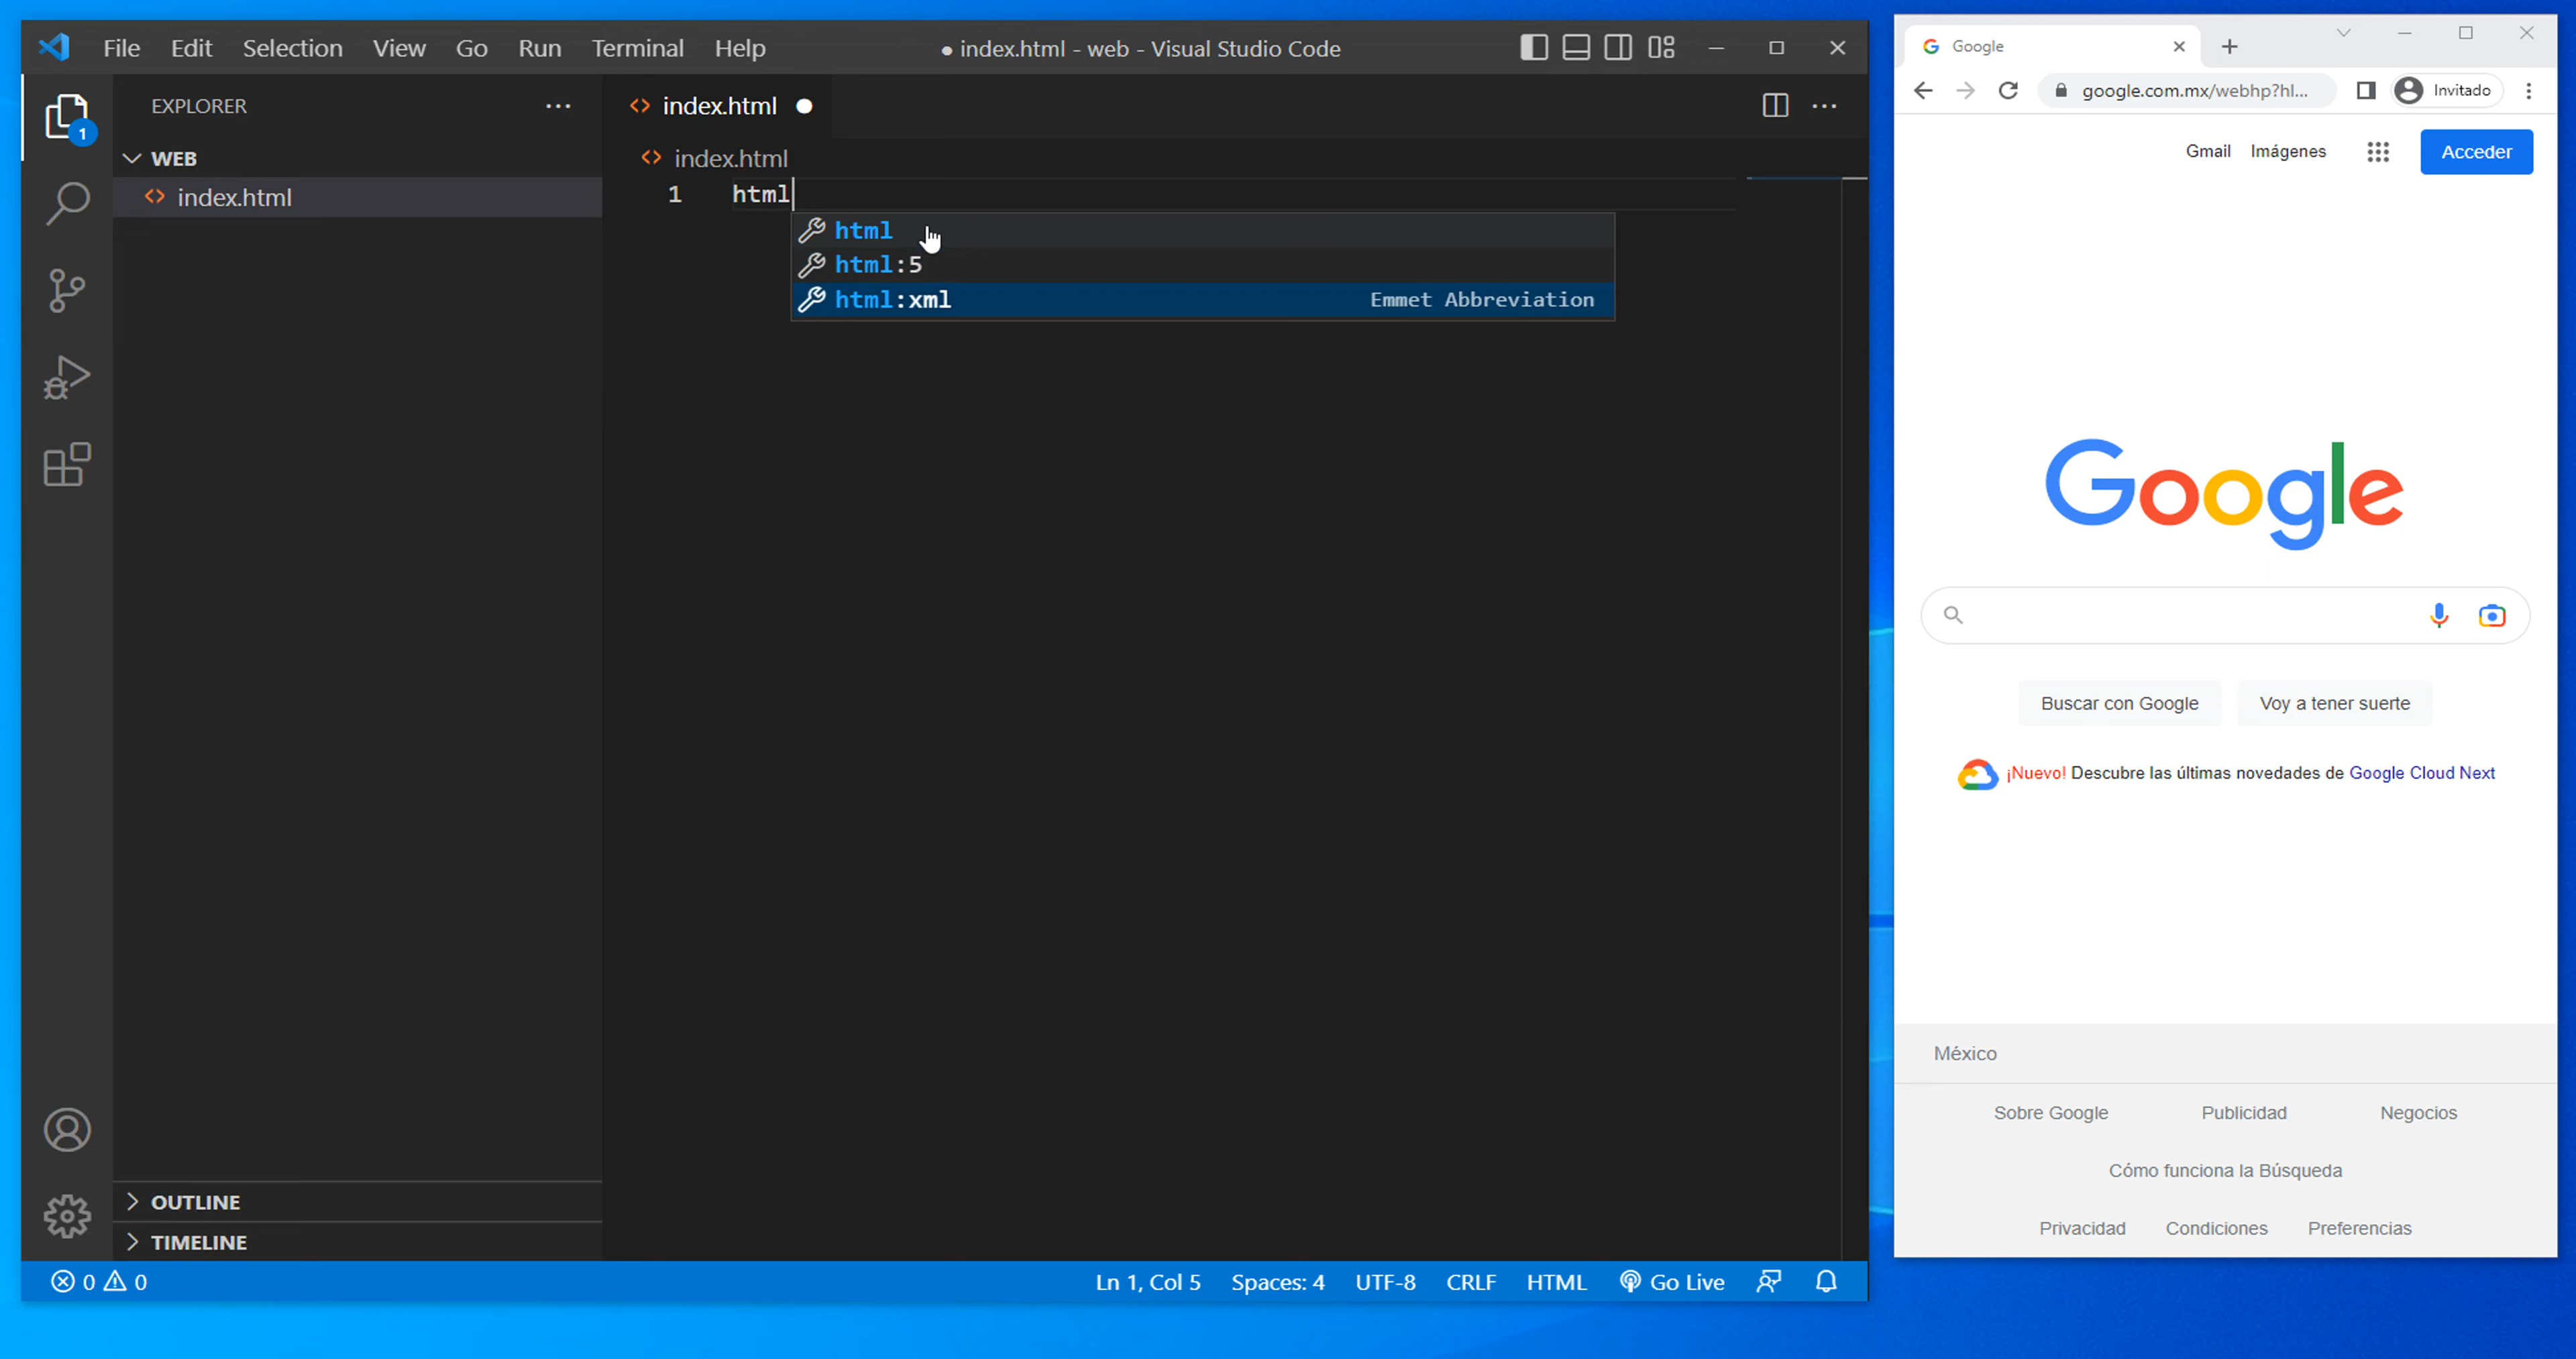 File Edit Selection View Go Run Terminal Help
● index.html - web - Visual Studio Code
EXPLORER
1
WEB
index.html
index.html
index.html
1 html
html
html:5
html:xml Emmet Abbreviation
OUTLINE
TIMELINE
0 0
Ln 1, Col 5 Spaces: 4 UTF-8 CRLF HTML Go Live
Google
google.com.mx/webhp?hl...
Invitado
Gmail Imágenes Acceder
Google
Buscar con Google Voy a tener suerte
¡Nuevo! Descubre las últimas novedades de Google Cloud Next
México
Sobre Google Publicidad Negocios
Cómo funciona la Búsqueda
Privacidad Condiciones Preferencias